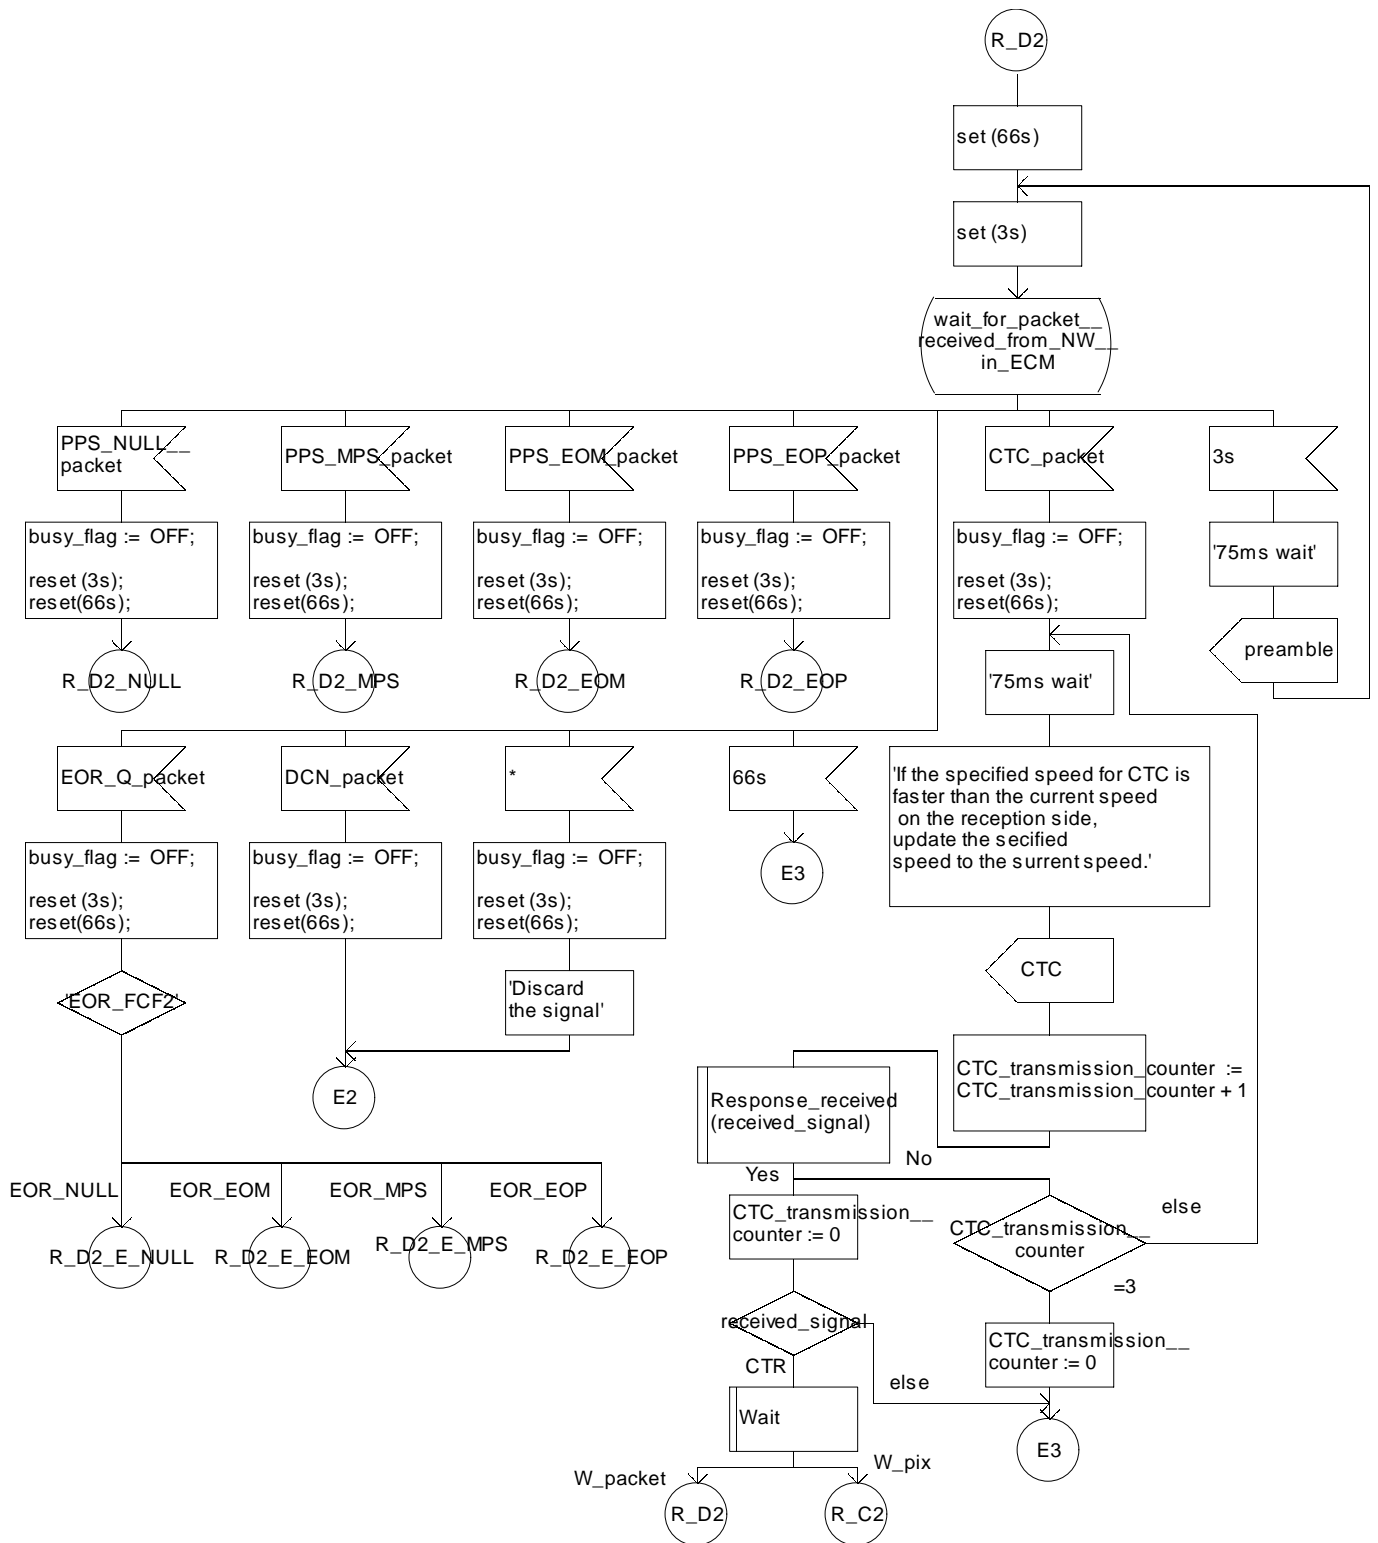 R_D2
set (66s)
set (3s)
wait_for_packet__
received_from_NW__
in_ECM
PPS_NULL__
packet
PPS_MPS_packet
PPS_EOM_packet
PPS_EOP_packet
CTC_packet
3s
busy_flag := OFF;
reset (3s);
reset(66s);
busy_flag := OFF;
reset (3s);
reset(66s);
busy_flag := OFF;
reset (3s);
reset(66s);
busy_flag := OFF;
reset (3s);
reset(66s);
busy_flag := OFF;
reset (3s);
reset(66s);
'75ms wait'
preamble
R_D2_NULL
R_D2_MPS
R_D2_EOM
R_D2_EOP
'75ms wait'
EOR_Q_packet
DCN_packet
*
66s
'If the specified speed for CTC is
faster than the current speed
on the reception side,
update the secified
speed to the surrent speed.'
busy_flag := OFF;
reset (3s);
reset(66s);
busy_flag := OFF;
reset (3s);
reset(66s);
busy_flag := OFF;
reset (3s);
reset(66s);
E3
CTC
'EOR_FCF2'
'Discard
the signal'
E2
CTC_transmission_counter :=
CTC_transmission_counter + 1
Response_received
(received_signal)
No
Yes
EOR_NULL
EOR_EOM
EOR_MPS
EOR_EOP
R_D2_E_NULL
R_D2_E_EOM
R_D2_E_MPS
R_D2_E_EOP
CTC_transmission__
counter := 0
CTC_transmission__
counter
else
=3
received_signal
CTC_transmission__
counter := 0
CTR
else
Wait
E3
W_packet
W_pix
R_D2
R_C2